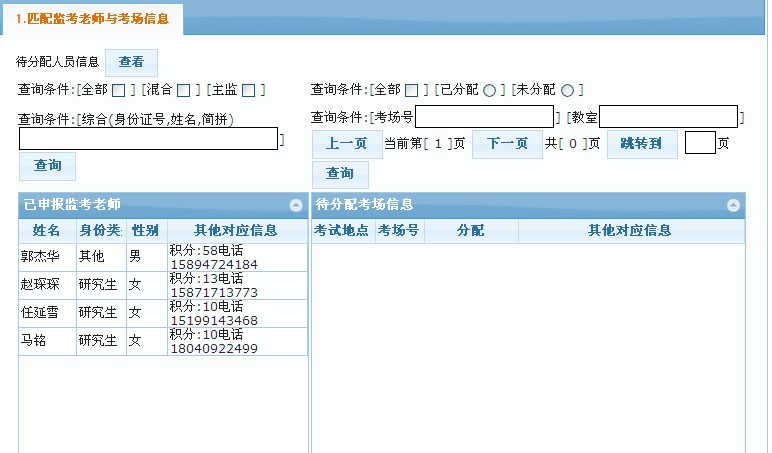 1.匹配监考老师与考场信息
待分配人员信息 查看
查询条件:[全部 ] [混合 ] [主监 ]
查询条件:[综合(身份证号,姓名,简拼)
]
查询
查询条件:[全部 ] [已分配 ] [未分配 ]
查询条件:[考场号 ] [教室 ]
上一页 当前第[ 1 ]页 下一页 共[ 0 ]页 跳转到 页
查询
已申报监考老师
姓名 身份类 性别 其他对应信息
郭杰华 其他 男 积分:58电话
15894724184
赵琛琛 研究生 女 积分:13电话
15871713773
任延雪 研究生 女 积分:10电话
15199143468
马铭 研究生 女 积分:10电话
18040922499
待分配考场信息
考试地点 考场号 分配 其他对应信息